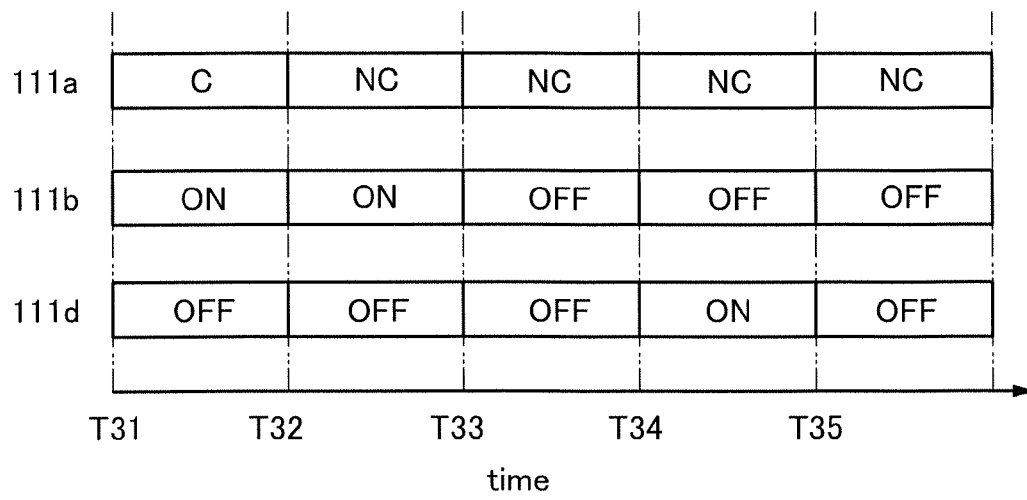 111a C NC NC NC NC
111b ON ON OFF OFF OFF
111d OFF OFF OFF ON OFF
T31 T32 T33 T34 T35
time